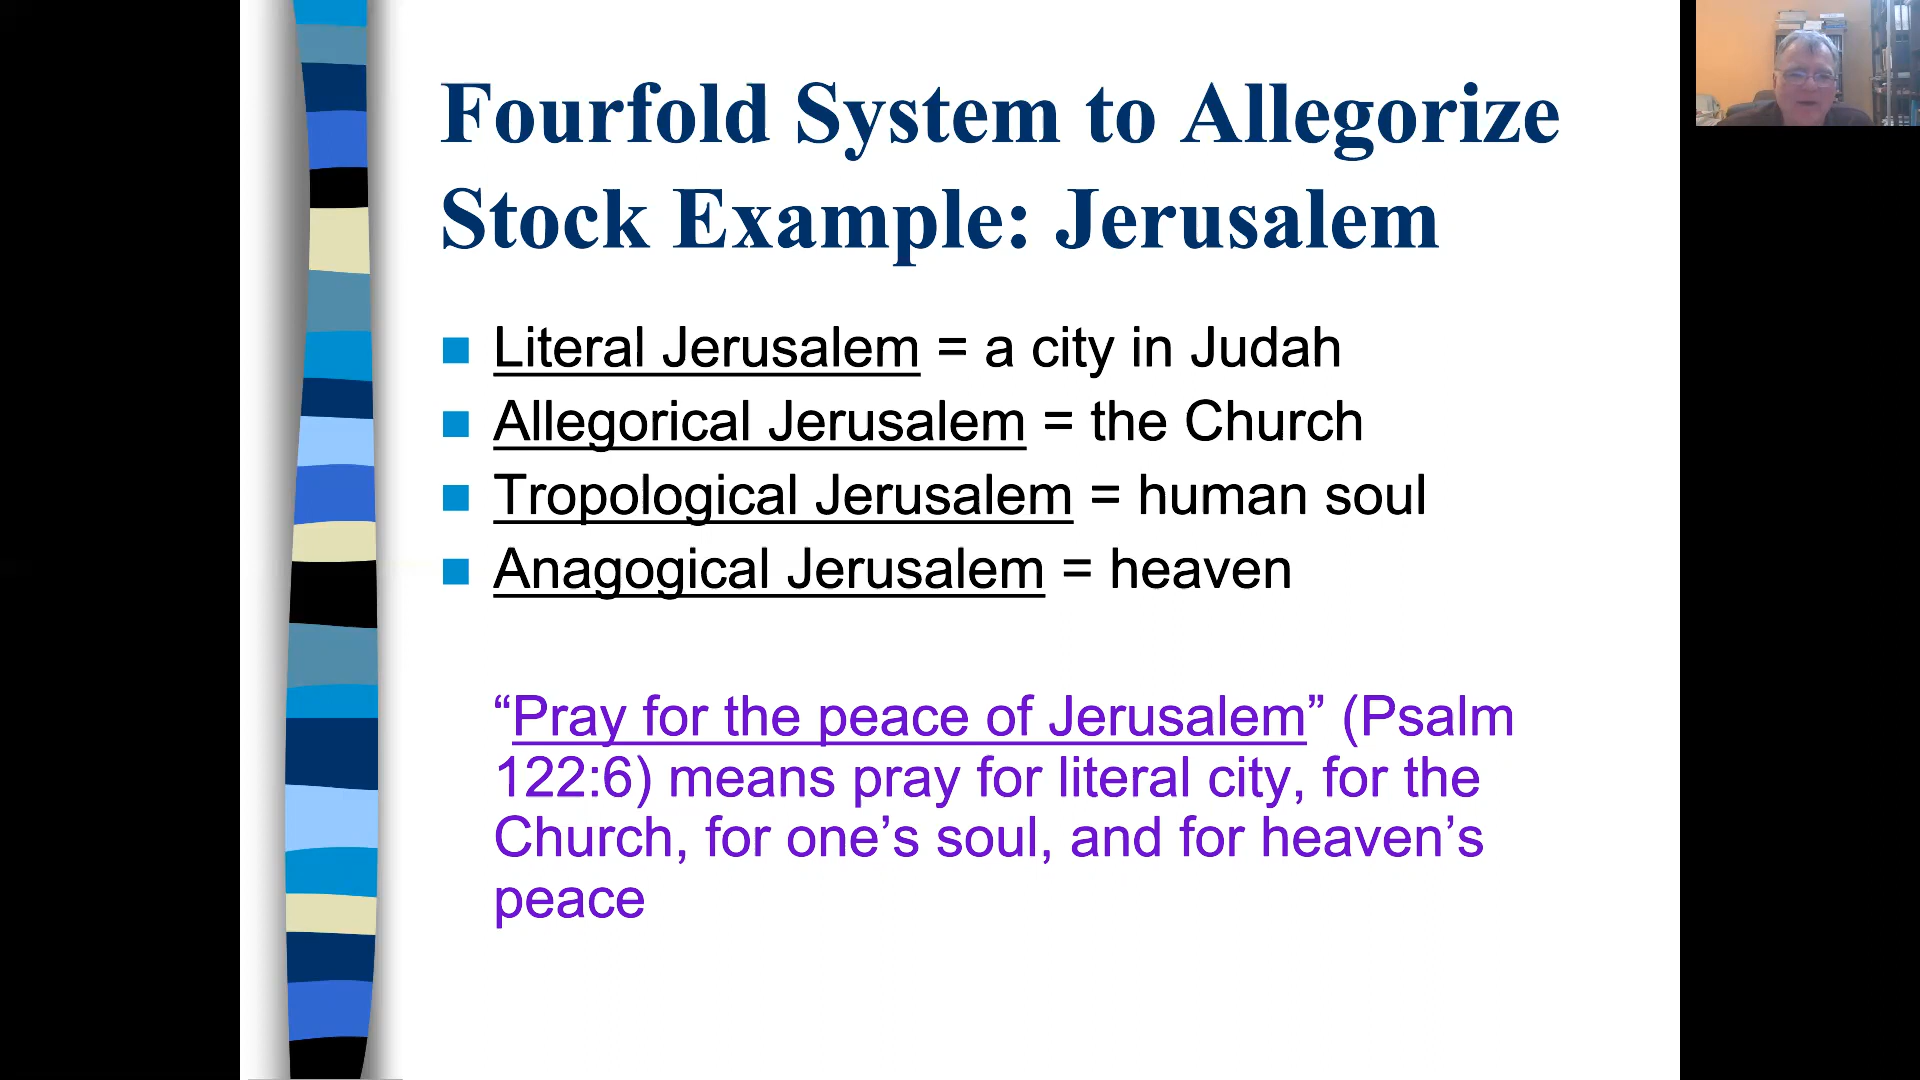 Fourfold System to Allegorize
Stock Example: Jerusalem
Literal Jerusalem = a city in Judah
Allegorical Jerusalem = the Church
Tropological Jerusalem = human soul
Anagogical Jerusalem = heaven
“Pray for the peace of Jerusalem” (Psalm
122:6) means pray for literal city, for the
Church, for one’s soul, and for heaven’s
peace